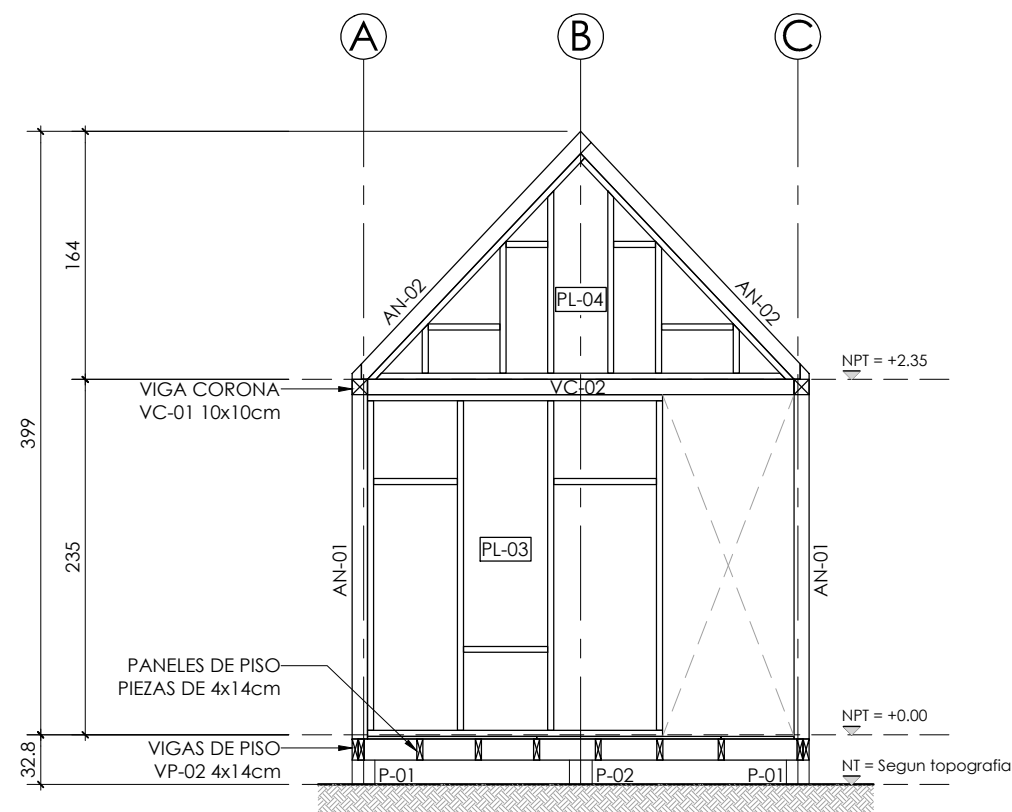 A
B
C
164
399
235
32.8
AN-02
AN-02
PL-04
NPT = +2.35
VIGA CORONA
VC-01 10x10cm
VC-02
AN-01
PL-03
AN-01
PANELES DE PISO
PIEZAS DE 4x14cm
NPT = +0.00
VIGAS DE PISO
VP-02 4x14cm
P-01
P-02
P-01
NT = Segun topografia